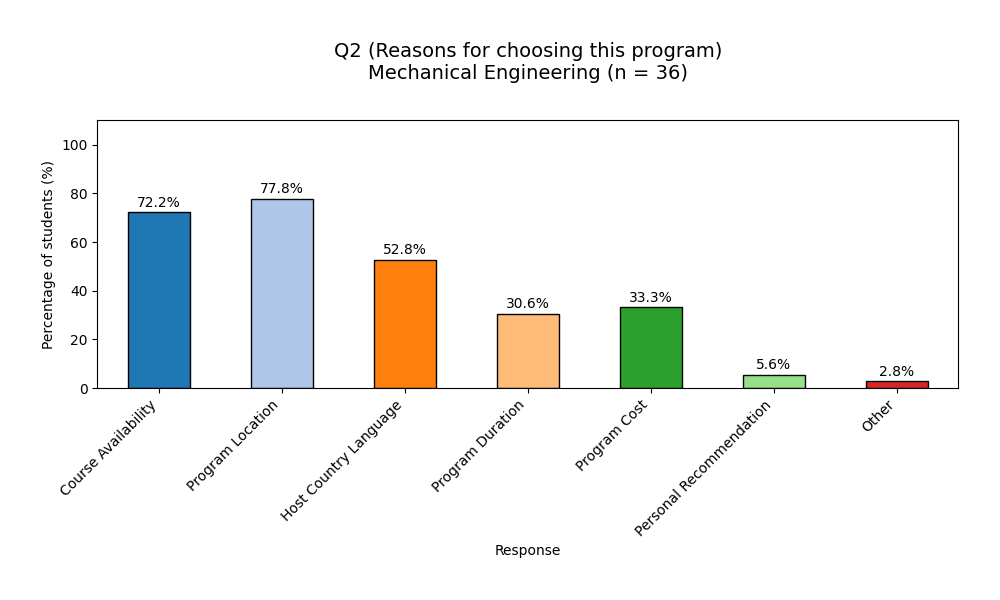 Q2 (Reasons for choosing this program)
Mechanical Engineering (n = 36)
Percentage of students (%)
100
80
60
40
20
0
72.2%
77.8%
52.8%
30.6%
33.3%
5.6%
2.8%
Course Availability
Program Location
Host Country Language
Program Duration
Program Cost
Personal Recommendation
Other
Response